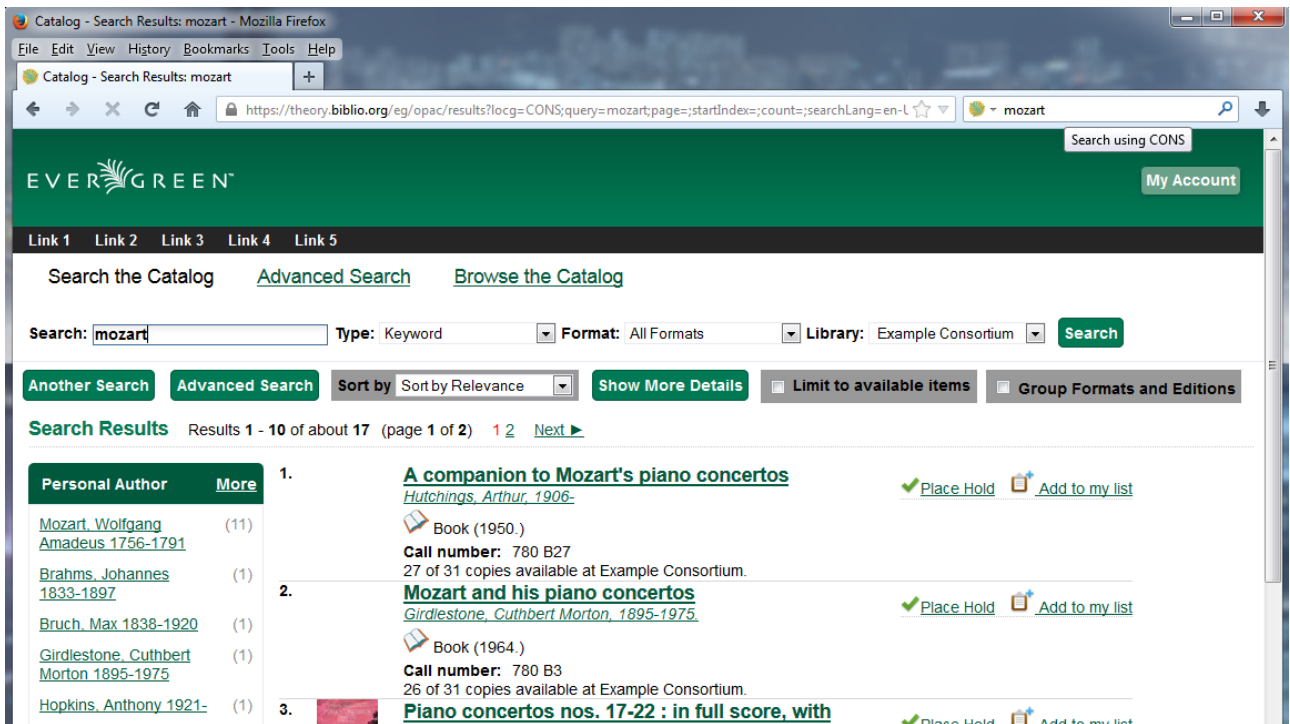 Catalog - Search Results: mozart - Mozilla Firefox
File Edit View History Bookmarks Tools Help
Catalog - Search Results: mozart +
https://theory.biblio.org/eg/opac/results?locg=CONS;query=mozart;page=;startIndex=;count=;searchLang=en-U mozart
Search using CONS
EVERGREEN™
My Account
Link 1 Link 2 Link 3 Link 4 Link 5
Search the Catalog Advanced Search Browse the Catalog
Search: mozart Type: Keyword Format: All Formats Library: Example Consortium Search
Another Search Advanced Search Sort by Sort by Relevance Show More Details Limit to available items Group Formats and Editions
Search Results Results 1 - 10 of about 17 (page 1 of 2) 1 2 Next ►
Personal Author More
Mozart, Wolfgang (11)
Amadeus 1756-1791
Brahms, Johannes (1)
1833-1897
Bruch, Max 1838-1920 (1)
Girdlestone, Cuthbert (1)
Morton 1895-1975
Hopkins, Anthony 1921- (1)
1. A companion to Mozart's piano concertos
Hutchings, Arthur, 1906-
Place Hold Add to my list
Book (1950.)
Call number: 780 B27
27 of 31 copies available at Example Consortium.
2. Mozart and his piano concertos
Girdlestone, Cuthbert Morton, 1895-1975.
Place Hold Add to my list
Book (1964.)
Call number: 780 B3
26 of 31 copies available at Example Consortium.
3. Piano concertos nos. 17-22 : in full score, with
Place Hold Add to my list